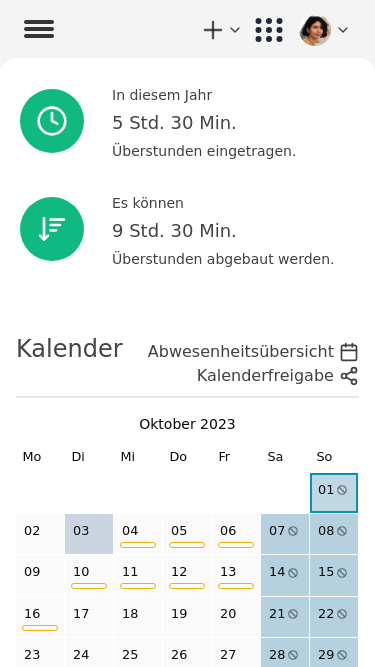 In diesem Jahr
5 Std. 30 Min.
Überstunden eingetragen.
Es können
9 Std. 30 Min.
Überstunden abgebaut werden.
Kalender
Abwesenheitsübersicht
Kalenderfreigabe
Oktober 2023
Mo Di Mi Do Fr Sa So
01
02 03 04 05 06 07 08
09 10 11 12 13 14 15
16 17 18 19 20 21 22
23 24 25 26 27 28 29